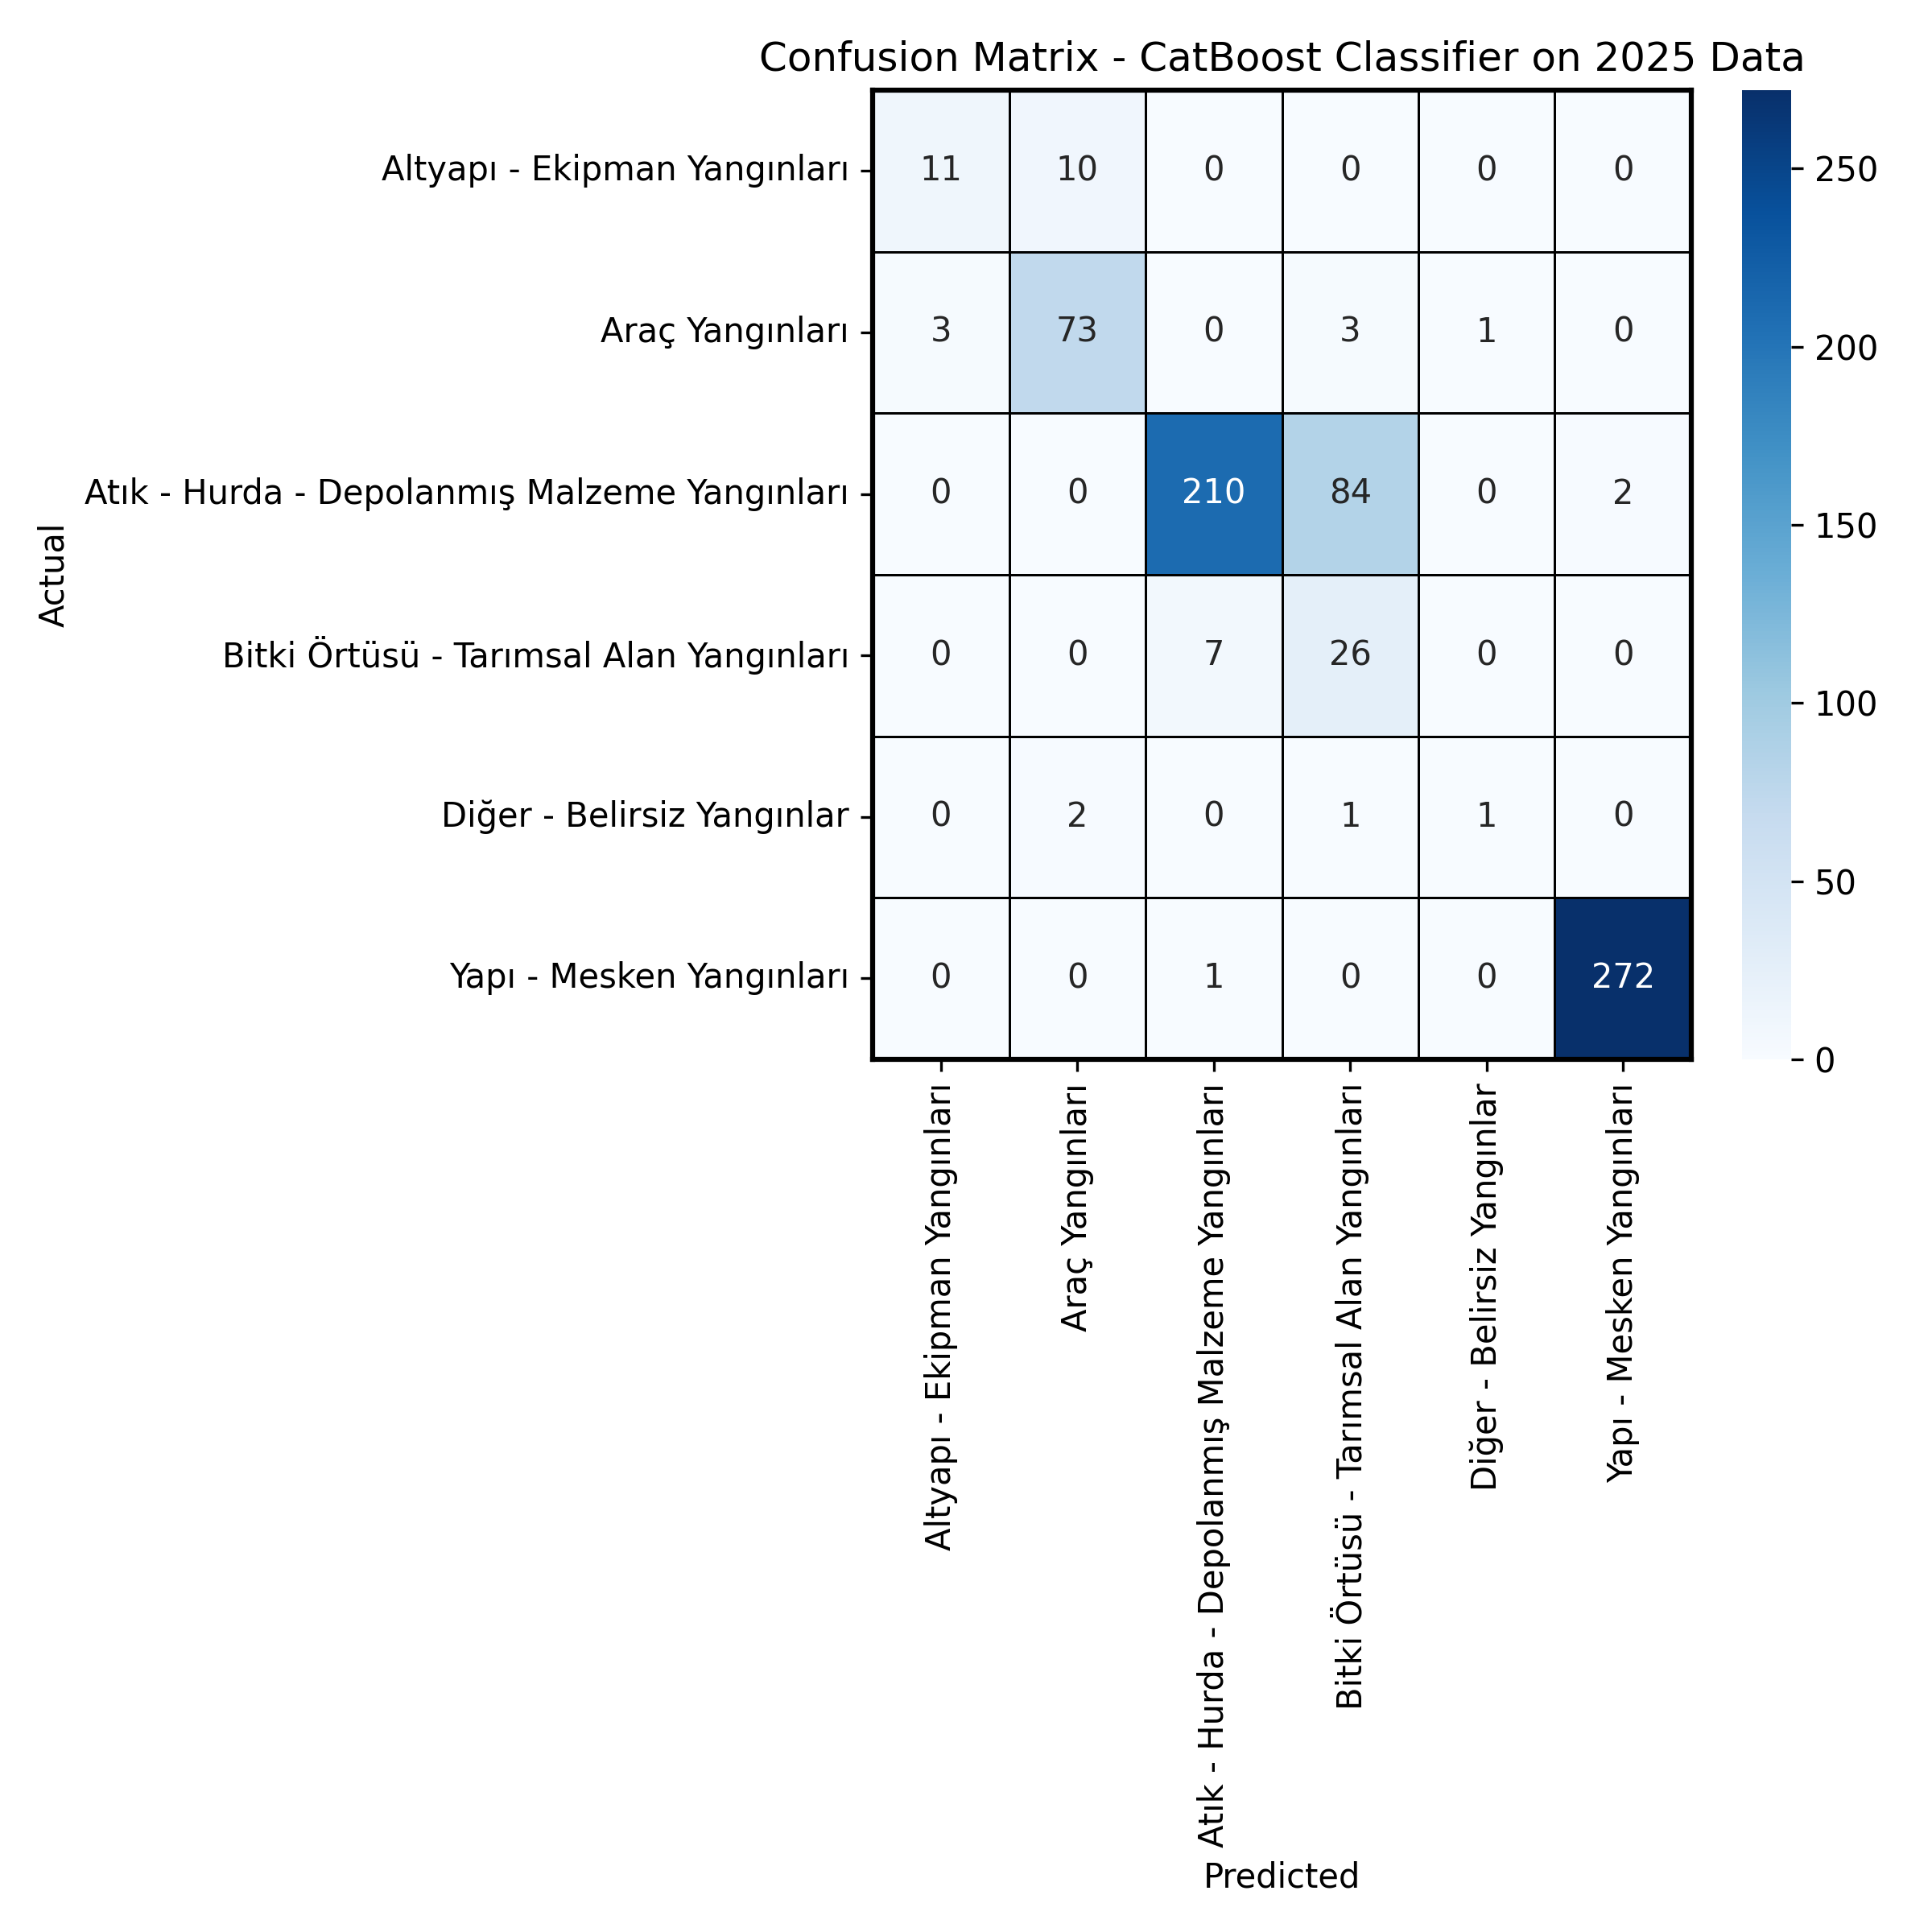 Confusion Matrix - CatBoost Classifier on 2025 Data
Actual
Altyapı - Ekipman Yangınları 11 10 0 0 0 0
Araç Yangınları 3 73 0 3 1 0
Atık - Hurda - Depolanmış Malzeme Yangınları 0 0 210 84 0 2
Bitki Örtüsü - Tarımsal Alan Yangınları 0 0 7 26 0 0
Diğer - Belirsiz Yangınlar 0 2 0 1 1 0
Yapı - Mesken Yangınları 0 0 1 0 0 272
250
200
150
100
50
0
Altyapı - Ekipman Yangınları
Araç Yangınları
Atık - Hurda - Depolanmış Malzeme Yangınları
Bitki Örtüsü - Tarımsal Alan Yangınları
Diğer - Belirsiz Yangınlar
Yapı - Mesken Yangınları
Predicted